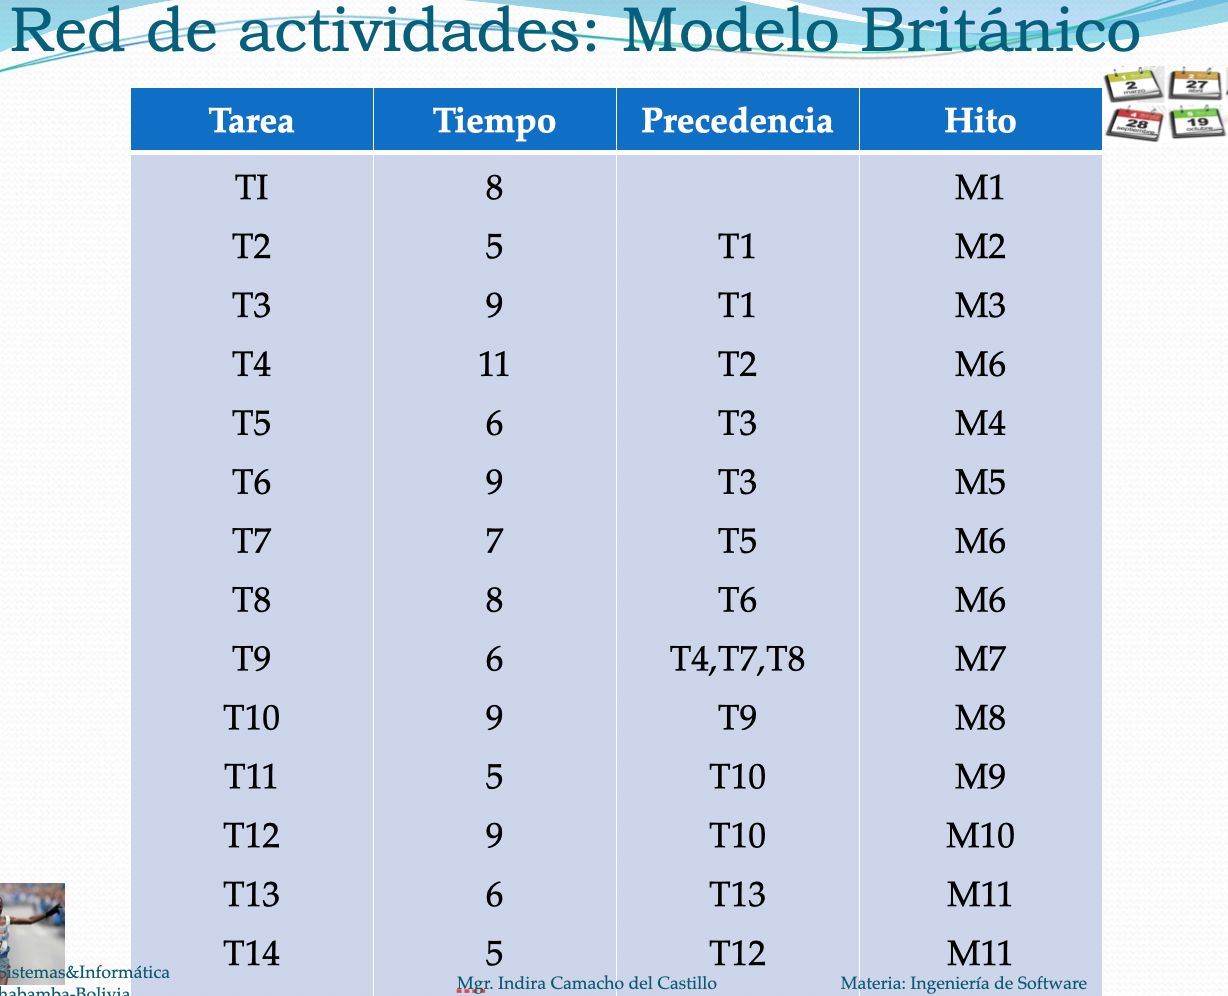 Red de actividades: Modelo Británico
Tarea Tiempo Precedencia Hito
TI 8 M1
T2 5 T1 M2
T3 9 T1 M3
T4 11 T2 M6
T5 6 T3 M4
T6 9 T3 M5
T7 7 T5 M6
T8 8 T6 M6
T9 6 T4,T7,T8 M7
T10 9 T9 M8
T11 5 T10 M9
T12 9 T10 M10
T13 6 T13 M11
T14 5 T12 M11
2 marzo
27 abril
28 septiembre
19 octubre
Sistemas&Informática
habamba-Bolivia
Mgr. Indira Camacho del Castillo
Materia: Ingeniería de Software